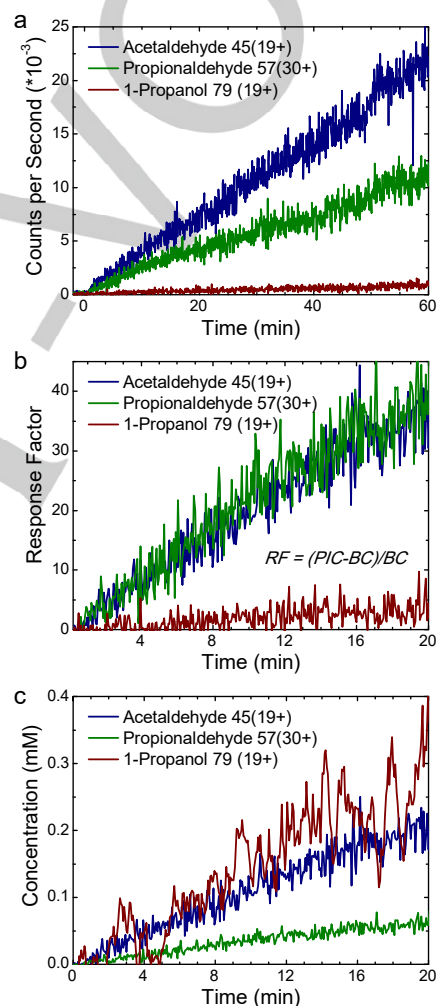 a
Acetaldehyde 45(19+)
Propionaldehyde 57(30+)
1-Propanol 79 (19+)
Counts per Second (*10-3)
25
20
15
10
5
0
0
20
40
60
Time (min)
b
Acetaldehyde 45(19+)
Propionaldehyde 57(30+)
1-Propanol 79 (19+)
Response Factor
40
30
20
10
0
RF = (PIC-BC)/BC
4
8
12
16
20
Time (min)
c
Acetaldehyde 45(19+)
Propionaldehyde 57(30+)
1-Propanol 79 (19+)
Concentration (mM)
0.4
0.3
0.2
0.1
0.0
0
4
8
12
16
20
Time (min)